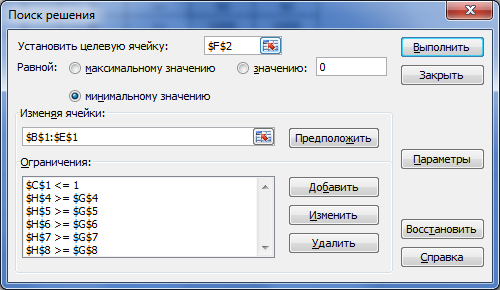 Поиск решения
Установить целевую ячейку: $F$2 Выполнить
Равной: максимальному значению значению: 0 Закрыть
минимальному значению
Изменяя ячейки:
$B$1:$E$1 Предположить
Ограничения: Параметры
$C$1 <= 1 Добавить
$H$4 >= $G$4
$H$5 >= $G$5 Изменить
$H$6 >= $G$6 Восстановить
$H$7 >= $G$7 Удалить
$H$8 >= $G$8 Справка